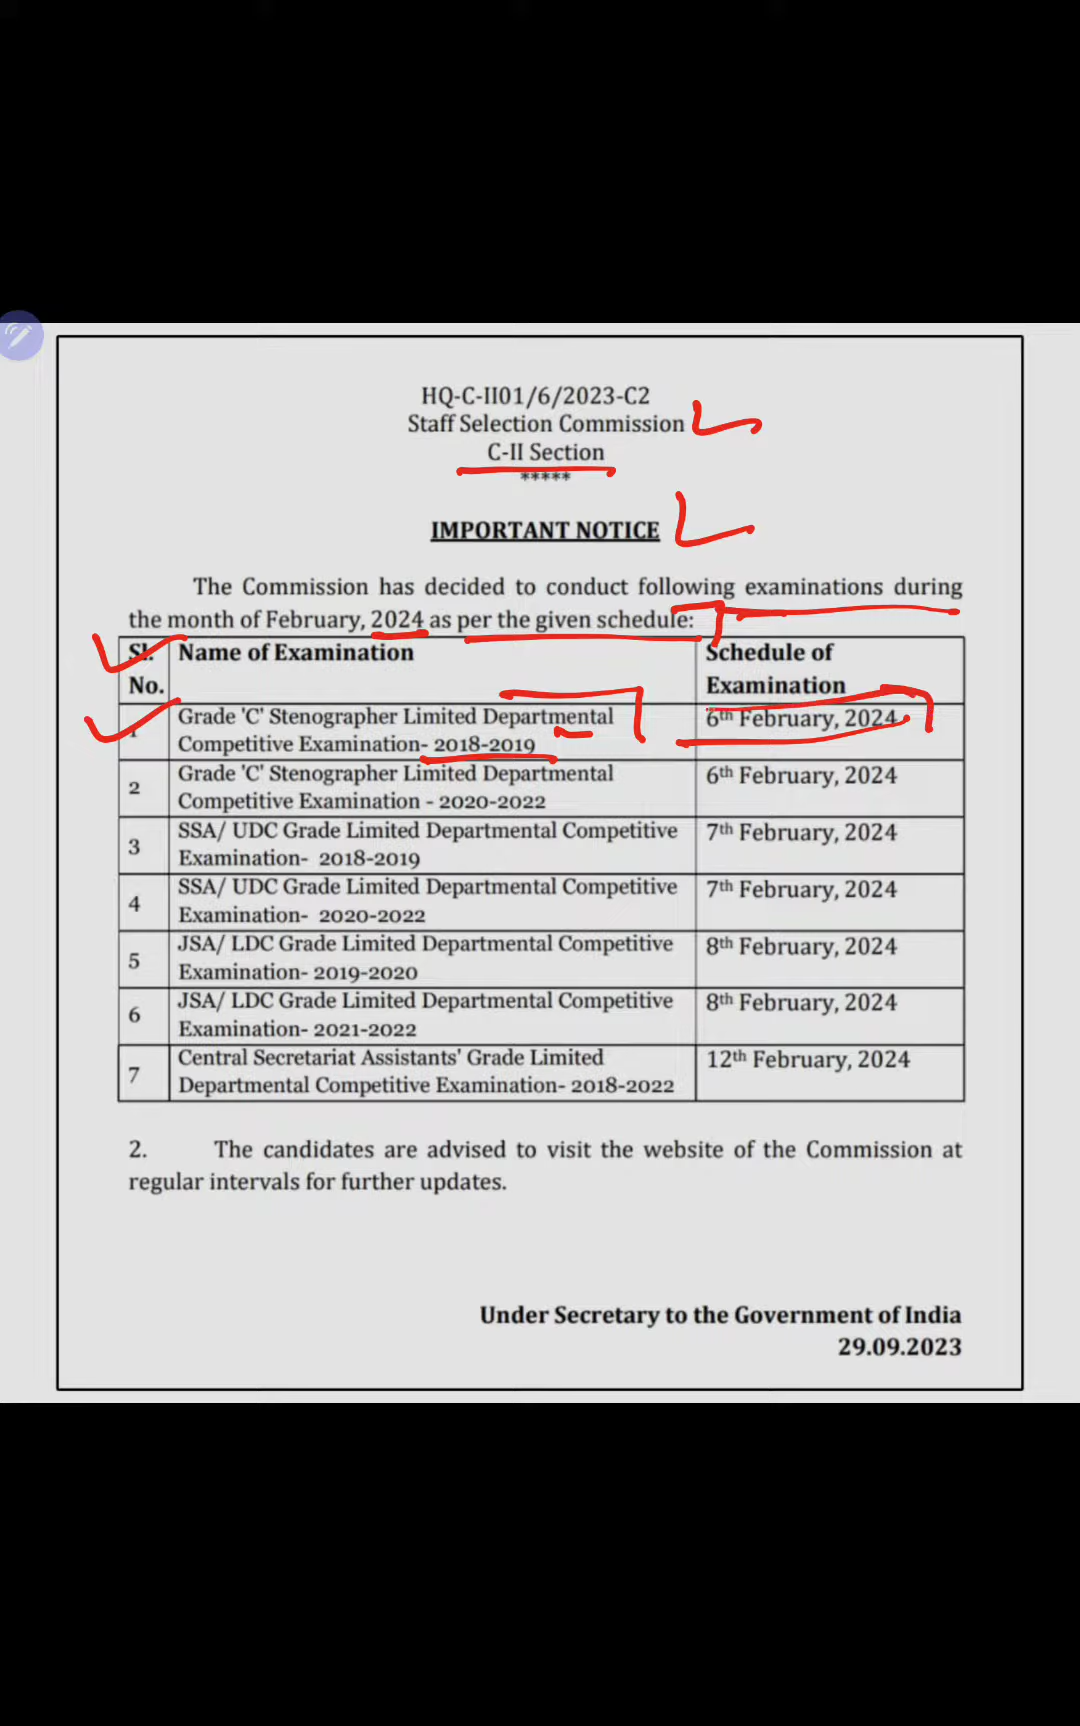 HQ-C-II01/6/2023-C2
Staff Selection Commission
C-II Section
*****
IMPORTANT NOTICE
The Commission has decided to conduct following examinations during
the month of February, 2024 as per the given schedule:
Sl. No. Name of Examination Schedule of Examination
1 Grade 'C' Stenographer Limited Departmental 6th February, 2024
Competitive Examination- 2018-2019
2 Grade 'C' Stenographer Limited Departmental 6th February, 2024
Competitive Examination - 2020-2022
3 SSA/ UDC Grade Limited Departmental Competitive 7th February, 2024
Examination- 2018-2019
4 SSA/ UDC Grade Limited Departmental Competitive 7th February, 2024
Examination- 2020-2022
5 JSA/ LDC Grade Limited Departmental Competitive 8th February, 2024
Examination- 2019-2020
6 JSA/ LDC Grade Limited Departmental Competitive 8th February, 2024
Examination- 2021-2022
7 Central Secretariat Assistants' Grade Limited 12th February, 2024
Departmental Competitive Examination- 2018-2022
2. The candidates are advised to visit the website of the Commission at
regular intervals for further updates.
Under Secretary to the Government of India
29.09.2023